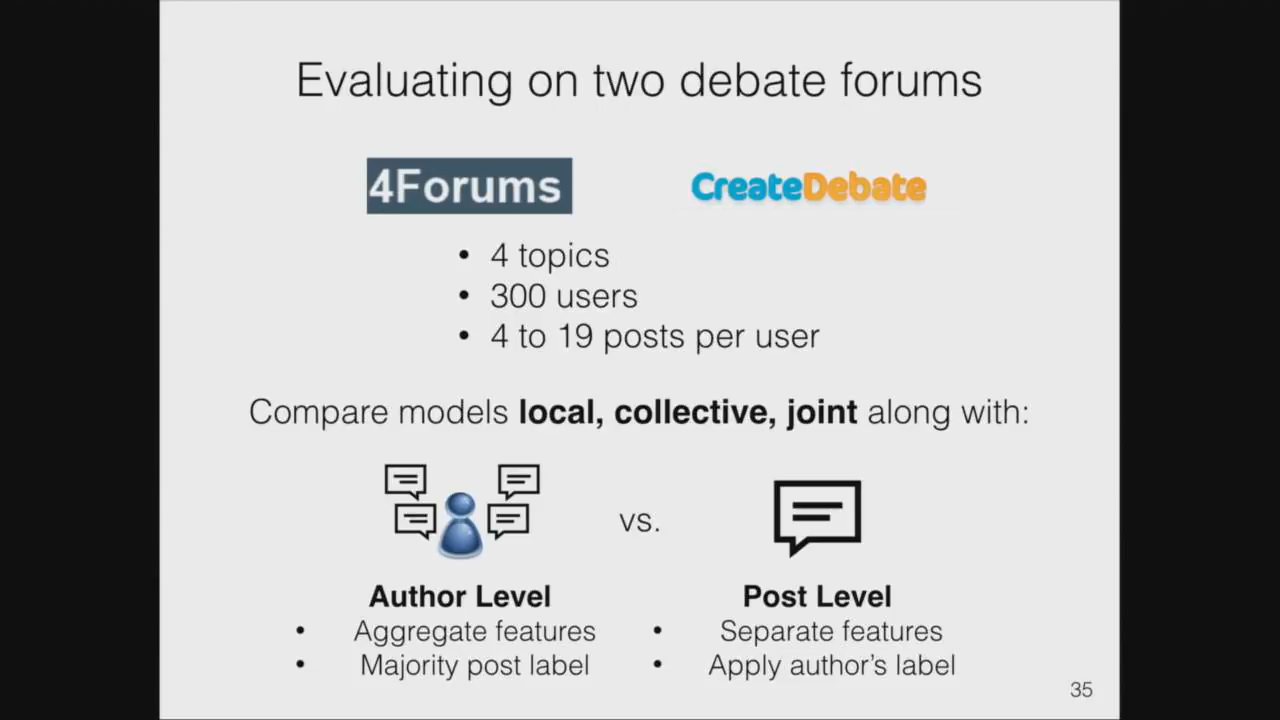 Evaluating on two debate forums
4Forums
CreateDebate
• 4 topics
• 300 users
• 4 to 19 posts per user
Compare models local, collective, joint along with:
vs.
Author Level
• Aggregate features
• Majority post label
Post Level
• Separate features
• Apply author's label
35